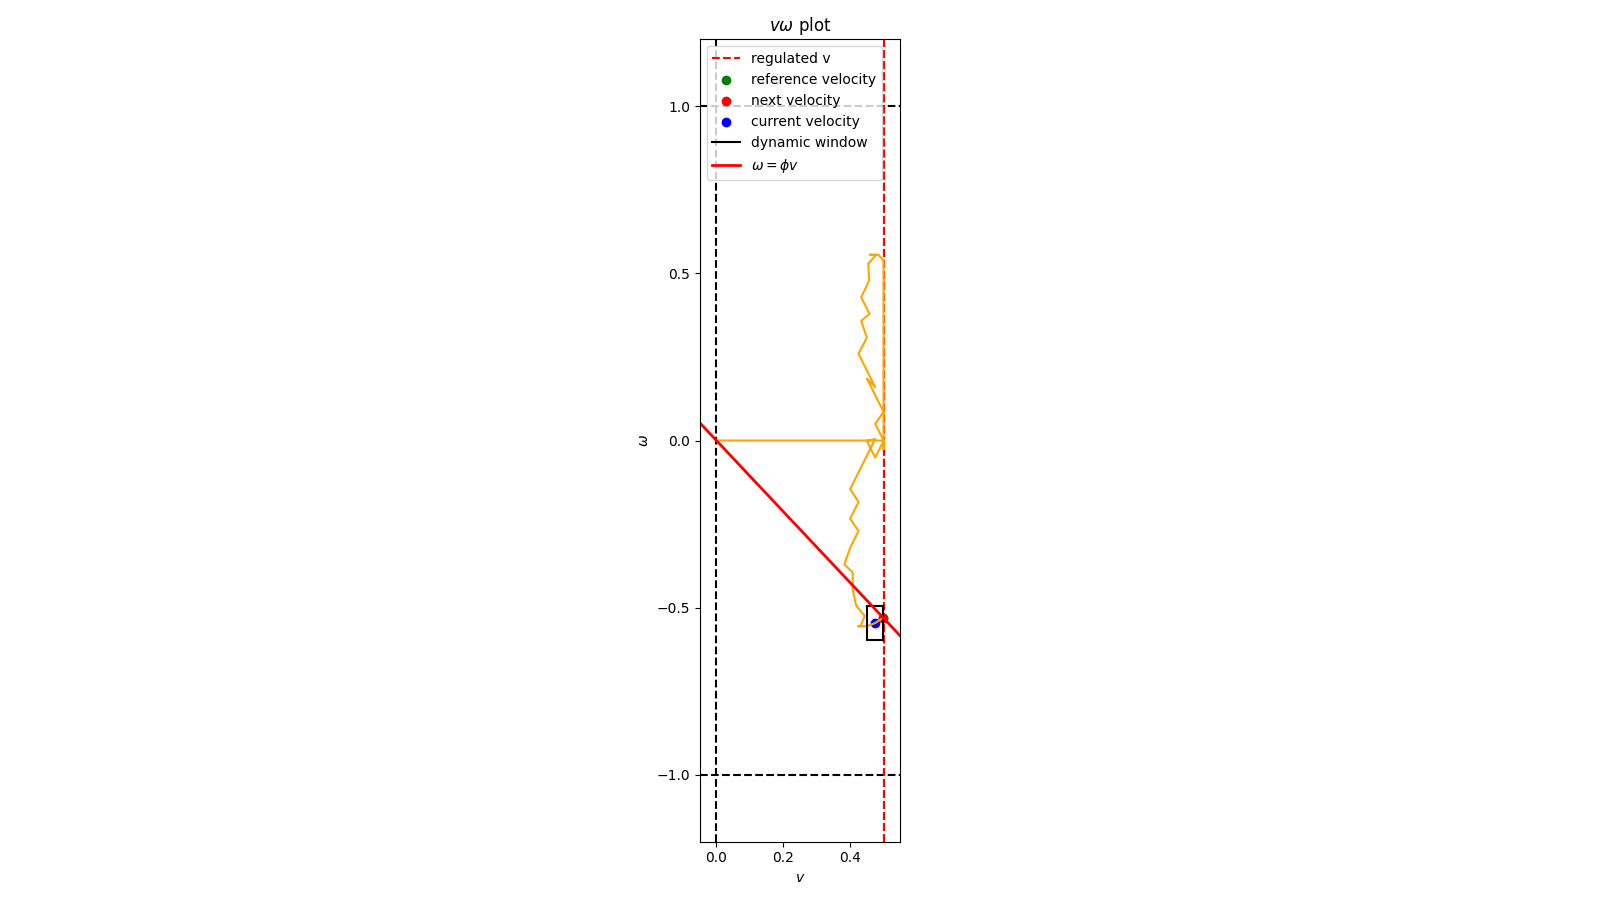 vω plot
regulated v
reference velocity
next velocity
current velocity
dynamic window
ω = ϕv
1.0
0.5
0.0
−0.5
−1.0
ω
0.0 0.2 0.4
v